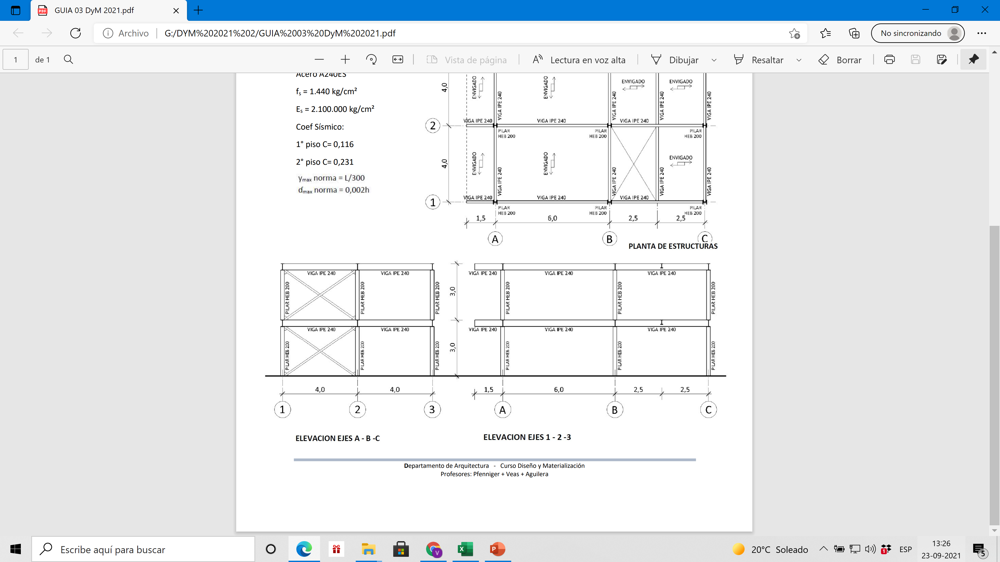 GUIA 03 DyM 2021.pdf
Archivo
G:/DYM%202021%202/GUIA%2003%20DyM%202021.pdf
No sincronizando
1 de 1
Vista de página
Lectura en voz alta
Dibujar
Resaltar
Borrar
Acero A240ES
fs = 1.440 kg/cm²
Es = 2.100.000 kg/cm²
Coef Sísmico:
1° piso C= 0,116
2° piso C= 0,231
ymax norma = L/300
dmax norma = 0,002h
4,0
ENVIGADO
ENVIGADO
ENVIGADO
ENVIGADO
VIGA IPE 240
VIGA IPE 240
VIGA IPE 240
VIGA IPE 240
2
VIGA IPE 240
VIGA IPE 240
VIGA IPE 240
PILAR
HEB 200
PILAR
HEB 200
PILAR
HEB 200
4,0
ENVIGADO
ENVIGADO
ENVIGADO
VIGA IPE 240
VIGA IPE 240
VIGA IPE 240
VIGA IPE 240
1
VIGA IPE 240
VIGA IPE 240
VIGA IPE 240
PILAR
HEB 200
PILAR
HEB 200
PILAR
HEB 200
1,5 6,0 2,5 2,5
A B C
PLANTA DE ESTRUCTURAS
VIGA IPE 240 VIGA IPE 240
PILAR HEB 200 PILAR HEB 200 PILAR HEB 200
VIGA IPE 240 VIGA IPE 240
PILAR HEB 200 PILAR HEB 200 PILAR HEB 200
4,0 4,0
1 2 3
3,0
3,0
VIGA IPE 240 VIGA IPE 240 VIGA IPE 240
PILAR HEB 200 PILAR HEB 200 PILAR HEB 200
VIGA IPE 240 VIGA IPE 240 VIGA IPE 240
PILAR HEB 200 PILAR HEB 200 PILAR HEB 200
1,5 6,0 2,5 2,5
A B C
ELEVACION EJES A - B -C
ELEVACION EJES 1 - 2 -3
Departamento de Arquitectura - Curso Diseño y Materialización
Profesores: Pfenniger + Veas + Aguilera
Escribe aquí para buscar
20°C Soleado
1
ESP
13:26
23-09-2021
5